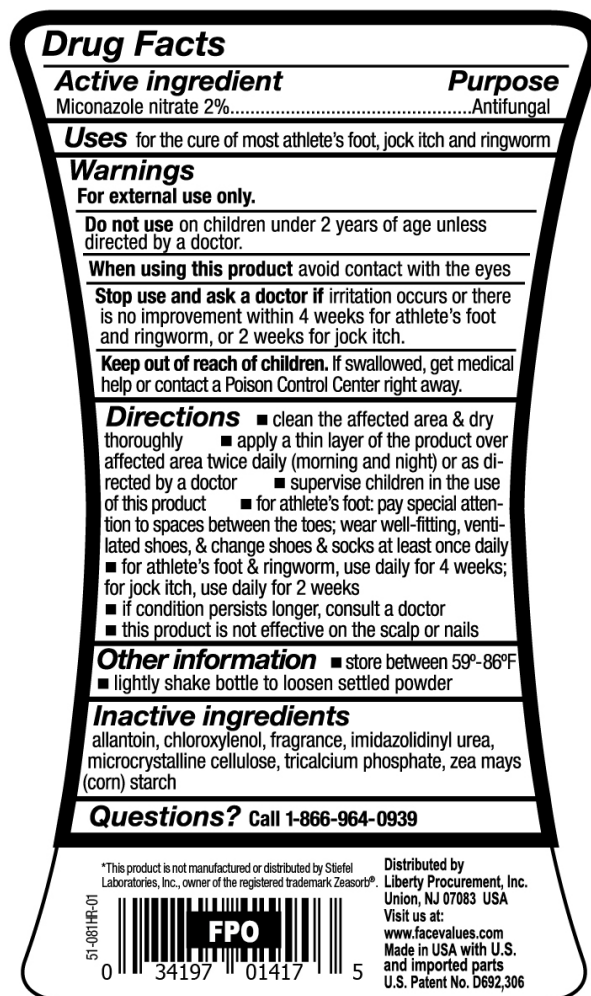 Drug Facts
Active ingredient Purpose
Miconazole nitrate 2%................................................Antifungal
Uses for the cure of most athlete's foot, jock itch and ringworm
Warnings
For external use only.
Do not use on children under 2 years of age unless
directed by a doctor.
When using this product avoid contact with the eyes
Stop use and ask a doctor if irritation occurs or there
is no improvement within 4 weeks for athlete's foot
and ringworm, or 2 weeks for jock itch.
Keep out of reach of children. If swallowed, get medical
help or contact a Poison Control Center right away.
Directions ■ clean the affected area & dry
thoroughly ■ apply a thin layer of the product over
affected area twice daily (morning and night) or as di-
rected by a doctor ■ supervise children in the use
of this product ■ for athlete's foot: pay special atten-
tion to spaces between the toes; wear well-fitting, venti-
lated shoes, & change shoes & socks at least once daily
■ for athlete's foot & ringworm, use daily for 4 weeks;
for jock itch, use daily for 2 weeks
■ if condition persists longer, consult a doctor
■ this product is not effective on the scalp or nails
Other information ■ store between 59º-86ºF
■ lightly shake bottle to loosen settled powder
Inactive ingredients
allantoin, chloroxylenol, fragrance, imidazolidinyl urea,
microcrystalline cellulose, tricalcium phosphate, zea mays
(corn) starch
Questions? Call 1-866-964-0939
*This product is not manufactured or distributed by Stiefel
Laboratories, Inc., owner of the registered trademark Zeasorb®.
51-081HR-01
FPO
0 34197 01417 5
Distributed by
Liberty Procurement, Inc.
Union, NJ 07083 USA
Visit us at:
www.facevalues.com
Made in USA with U.S.
and imported parts
U.S. Patent No. D692,306